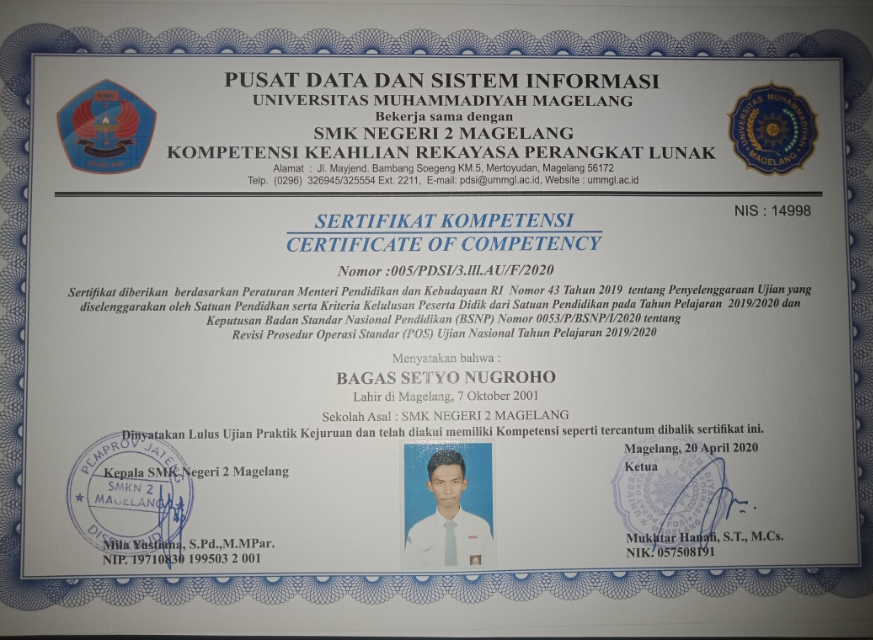 PUSAT DATA DAN SISTEM INFORMASI
UNIVERSITAS MUHAMMADIYAH MAGELANG
Bekerja sama dengan
SMK NEGERI 2 MAGELANG
KOMPETENSI KEAHLIAN REKAYASA PERANGKAT LUNAK
Alamat : Jl. Mayjend. Bambang Soegeng KM.5, Mertoyudan, Magelang 56172
Telp. (0296) 326945/325554 Ext. 2211, E-mail: pdsi@ummgl.ac.id, Website : ummgl.ac.id
UNIVERSITAS MUHAMMADIYAH MAGELANG
NIS : 14998
SERTIFIKAT KOMPETENSI
CERTIFICATE OF COMPETENCY
Nomor :005/PDSI/3.III.AU/F/2020
Sertifikat diberikan berdasarkan Peraturan Menteri Pendidikan dan Kebudayaan RI Nomor 43 Tahun 2019 tentang Penyelenggaraan Ujian yang
diselenggarakan oleh Satuan Pendidkan serta Kriteria Kelulusan Peserta Didik dari Satuan Pendidikan pada Tahun Pelajaran 2019/2020 dan
Keputusan Badan Standar Nasional Pendidikan (BSNP) Nomor 0053/P/BSNP/I/2020 tentang
Revisi Prosedur Operasi Standar (POS) Ujian Nasional Tahun Pelajaran 2019/2020
Menyatakan bahwa :
BAGAS SETYO NUGROHO
Lahir di Magelang, 7 Oktober 2001
Sekolah Asal : SMK NEGERI 2 MAGELANG
Dinyatakan Lulus Ujian Praktik Kejuruan dan telah diakui memiliki Kompetensi seperti tercantum dibalik sertifikat ini.
Magelang, 20 April 2020
Kepala SMK Negeri 2 Magelang
Ketua
PEMPROV JATENG
SMKN 2
MAGELANG
Mila Yustiana, S.Pd.,M.MPar.
NIP. 19710830 199503 2 001
Mukhtar Hanafi, S.T., M.Cs.
NIK. 057508191